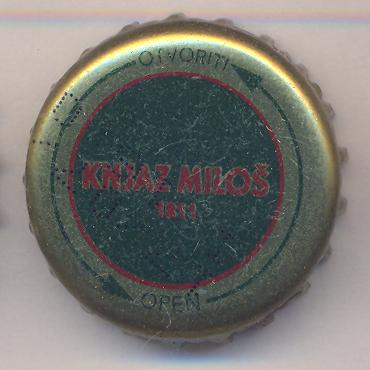 OTVORITI
KNJAZ MILOŠ
1811
OPEN